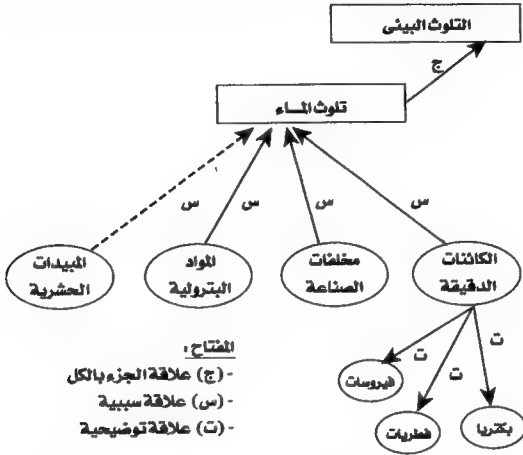 التلوث البيئى
ج
تلوث المـاء
س
س
س
س
الكائنات
الدقيقة
مخلفات
الصناعة
المواد
البترولية
المبيدات
الحشرية
ت
ت
ت
فيروسات
فطريات
بكتريا
المفتاح :
- (ج) علاقة الجزء بالكل
- (س) علاقة سببية
- (ت) علاقة توضيحية